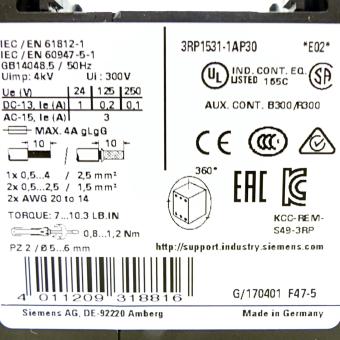 IEC / EN 61812-1
IEC / EN 60947-5-1
GB14048.5 / 50Hz
Uimp: 4kV Ui : 300V
Ue (V) 24 125 250
DC-13, Ie (A) 1 0,2 0,1
AC-15, Ie (A) 3
MAX. 4A gLgG
10 10
1x 0,5...4 / 2,5 mm²
2x 0,5...2,5 / 1,5 mm²
2x AWG 20 to 14
TORQUE: 7...10.3 LB.IN
0,8...1,2 Nm
PZ 2 / Ø 5...6 mm
3RP1531-1AP30 *E02*
UL LISTED IND. CONT. EQ. 165C
AUX. CONT. B300/R300
360°
KCC-REM-
S49-3RP
http://support.industry.siemens.com
4 011209 318816
G/170401 F47-5
Siemens AG, DE-92220 Amberg
Made in Germany